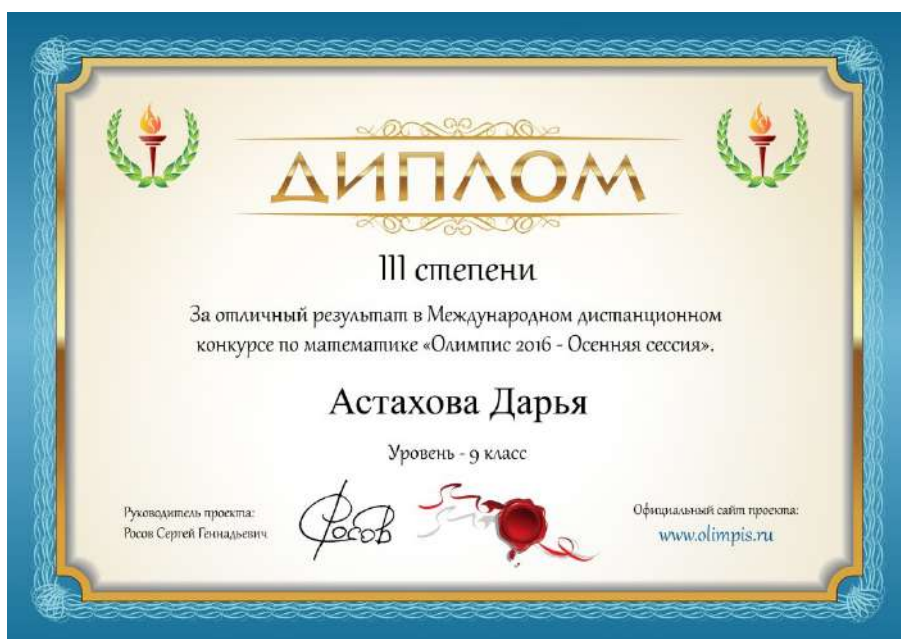 ДИПЛОМ
III степени
За отличный результат в Международном дистанционном
конкурсе по математике «Олимпис 2016 - Осенняя сессия».
Астахова Дарья
Уровень - 9 класс
Руководитель проекта:
Росов Сергей Геннадьевич
Росов
Официальный сайт проекта:
www.olimpis.ru